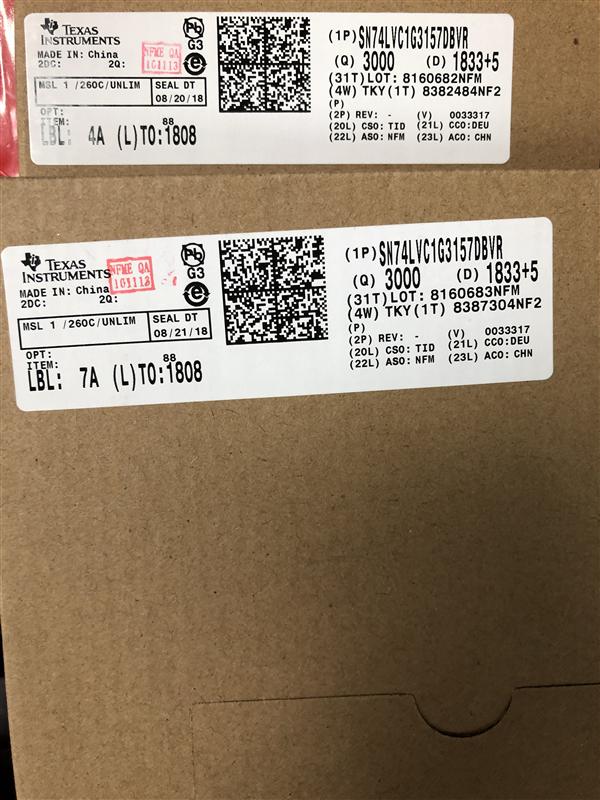 TEXAS
INSTRUMENTS
MADE IN: China
2DC: 2Q:
NFME QA
101113
Pb
G3
e
MSL 1 /260C/UNLIM
SEAL DT
08/20/18
OPT:
ITEM:
88
LBL: 4A (L)TO:1808
(1P) SN74LVC1G3157DBVR
(Q) 3000 (D) 1833+5
(31T)LOT: 8160682NFM
(4W) TKY(1T) 8382484NF2
(P)
(2P) REV: - (V) 0033317
(20L) CSO: TID (21L) CCO:DEU
(22L) ASO: NFM (23L) ACO: CHN
TEXAS
INSTRUMENTS
MADE IN: China
2DC: 2Q:
NFME QA
101113
Pb
G3
e
MSL 1 /260C/UNLIM
SEAL DT
08/21/18
OPT:
ITEM:
88
LBL: 7A (L)TO:1808
(1P) SN74LVC1G3157DBVR
(Q) 3000 (D) 1833+5
(31T)LOT: 8160683NFM
(4W) TKY(1T) 8387304NF2
(P)
(2P) REV: - (V) 0033317
(20L) CSO: TID (21L) CCO:DEU
(22L) ASO: NFM (23L) ACO: CHN